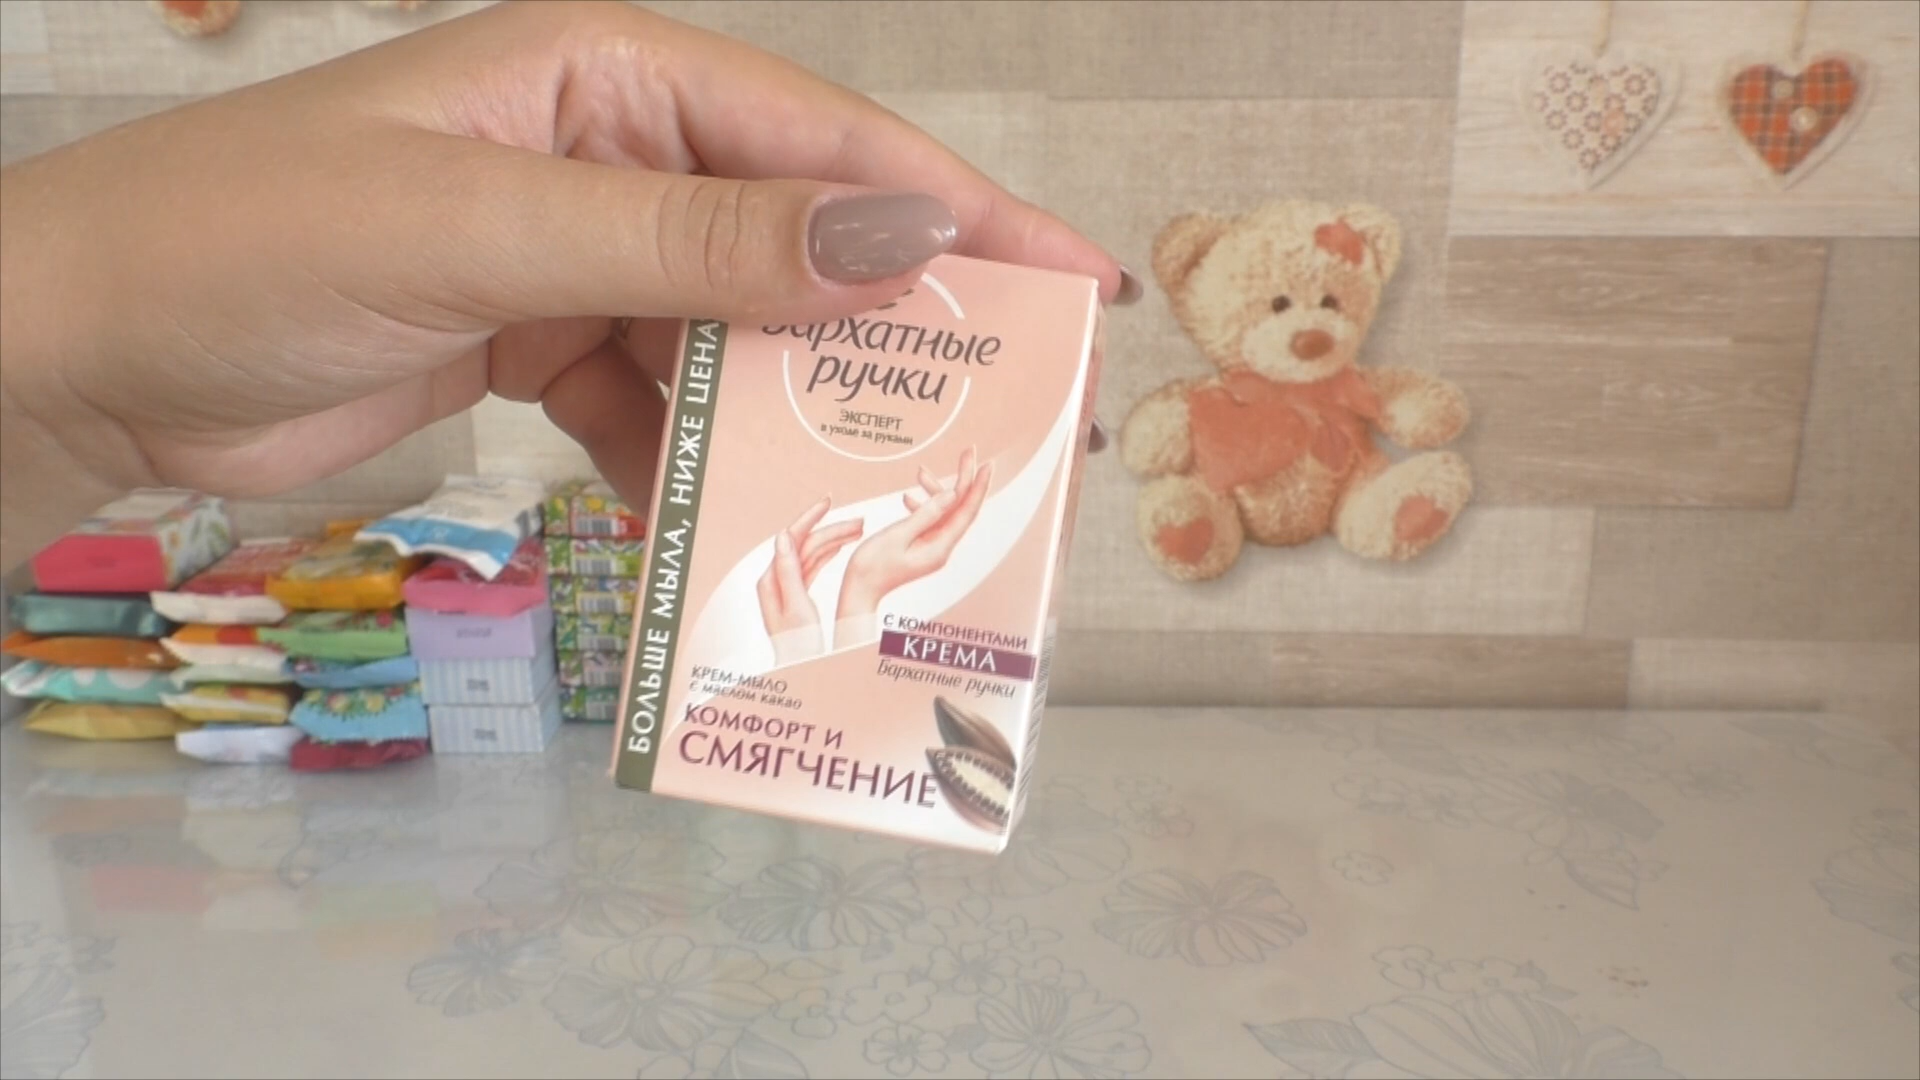 Бархатные
ручки
ЭКСПЕРТ
в уходе за руками
БОЛЬШЕ МЫЛА, НИЖЕ ЦЕНА
С КОМПОНЕНТАМИ
КРЕМА
Бархатные ручки
КРЕМ-МЫЛО
с маслом какао
КОМФОРТ И
СМЯГЧЕНИЕ